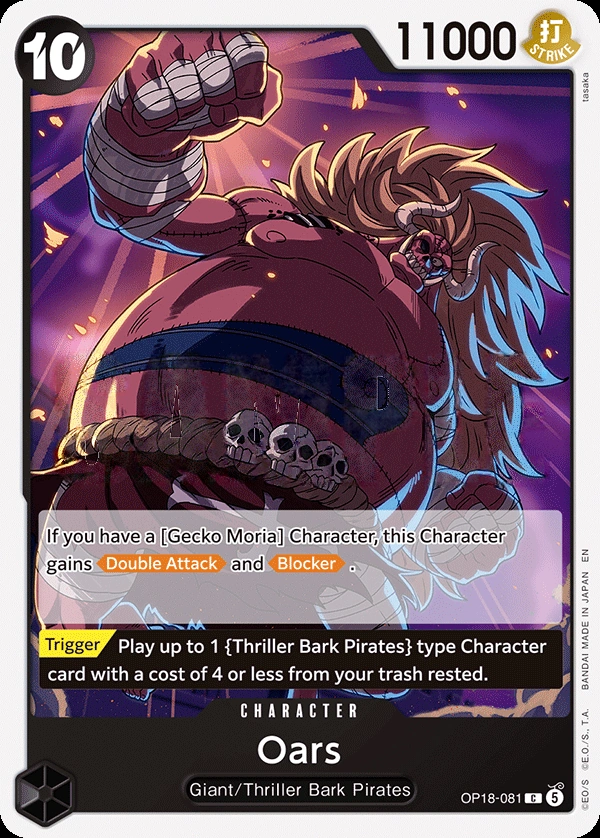 10
11000
打
STRIKE
tasaka
If you have a [Gecko Moria] Character, this Character
gains Double Attack and Blocker .
Trigger Play up to 1 {Thriller Bark Pirates} type Character
card with a cost of 4 or less from your trash rested.
CHARACTER
Oars
Giant/Thriller Bark Pirates
OP18-081 C 5
©EO/S ©E.O./S., T.A. BANDAI MADE IN JAPAN EN